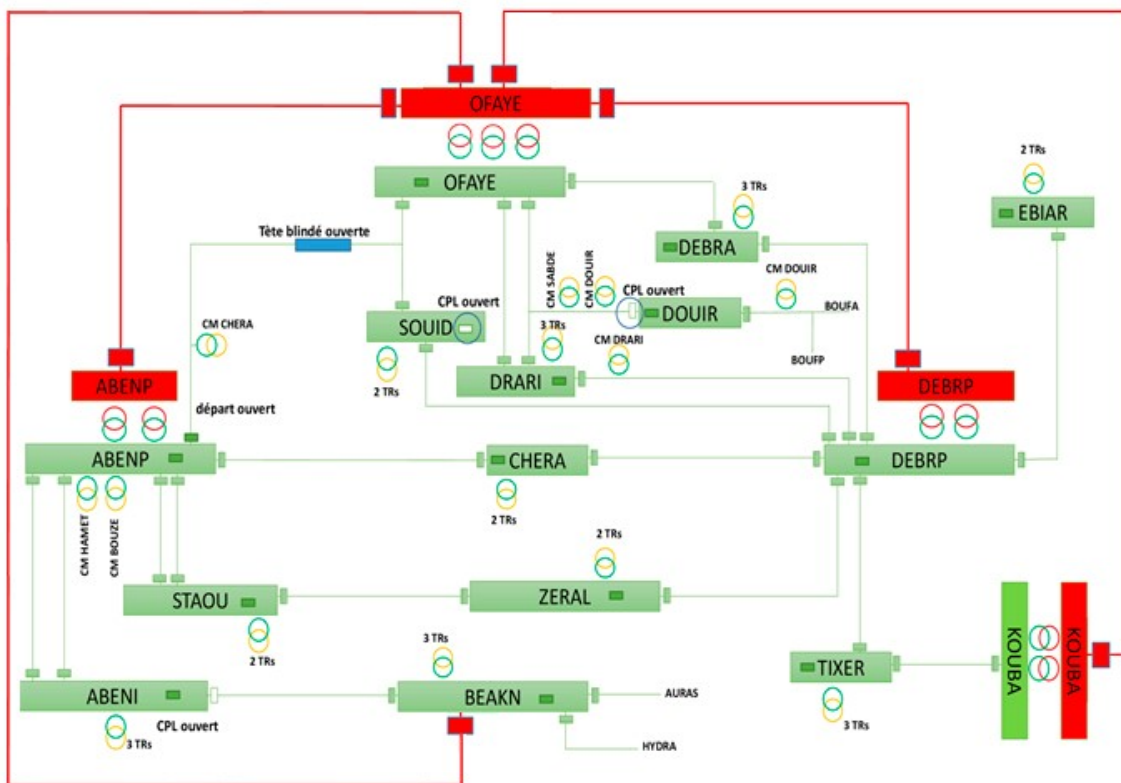 OFAYE
2 TRs
OFAYE
3 TRs
EBIAR
Tète blindé ouverte
DEBRA
CM SABDE
CM DOUIR
CM DOUIR
CPL ouvert
CPL ouvert
DOUIR
BOUFA
CM CHERA
SOUID
3 TRs
CM DRARI
BOUFP
2 TRs
DRARI
ABENP
DEBRP
départ ouvert
ABENP
CHERA
DEBRP
CM HAMET
CM BOUZE
2 TRs
2 TRs
STAOU
ZERAL
2 TRs
3 TRs
KOUBA
KOUBA
TIXER
ABENI
BEAKN
AURAS
CPL ouvert
3 TRs
3 TRs
HYDRA